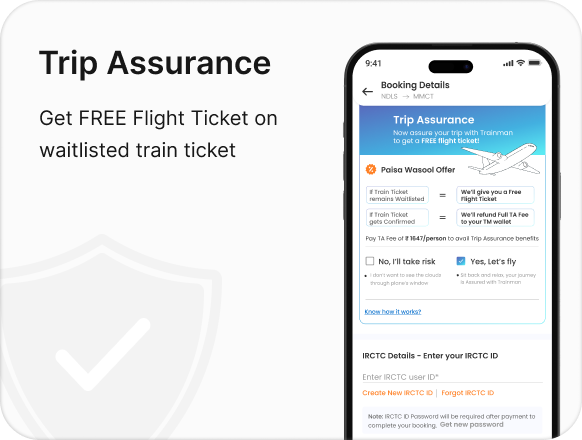 Trip Assurance
Get FREE Flight Ticket on
waitlisted train ticket
9:41
Booking Details
NDLS → MMCT
Trip Assurance
Now assure your trip with Trainman
to get a FREE flight ticket!
Paisa Wasool Offer
If Train Ticket
remains Waitlisted
=
We'll give you a Free
Flight Ticket
If Train Ticket
gets Confirmed
=
We'll refund Full TA Fee
to your TM wallet
Pay TA Fee of ₹ 1647/person to avail Trip Assurance benefits
No, I'll take risk
I don't want to see the clouds
through plane's window
Yes, Let's fly
Sit back and relax, your journey
is Assured with Trainman
Know how it works?
IRCTC Details - Enter your IRCTC ID
Enter IRCTC user ID*
Create New IRCTC ID | Forgot IRCTC ID
Note: IRCTC ID Password will be required after payment to
complete your booking. Get new password